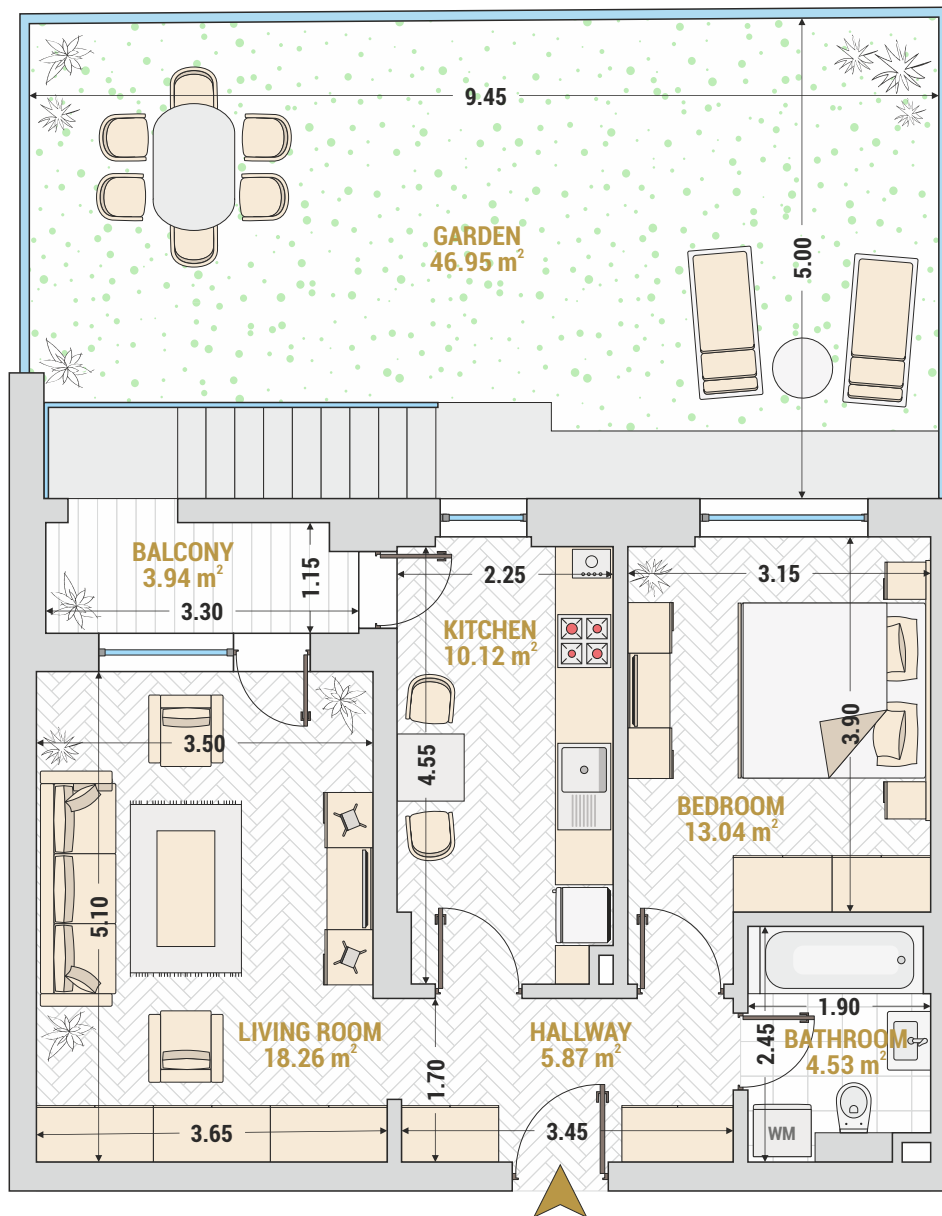 9.45
GARDEN
46.95 m²
5.00
BALCONY
3.94 m²
1.15
3.30
2.25
KITCHEN
10.12 m²
4.55
3.15
3.90
BEDROOM
13.04 m²
3.50
5.10
LIVING ROOM
18.26 m²
3.65
1.70
HALLWAY
5.87 m²
3.45
1.90
2.45
BATHROOM
4.53 m²
WM